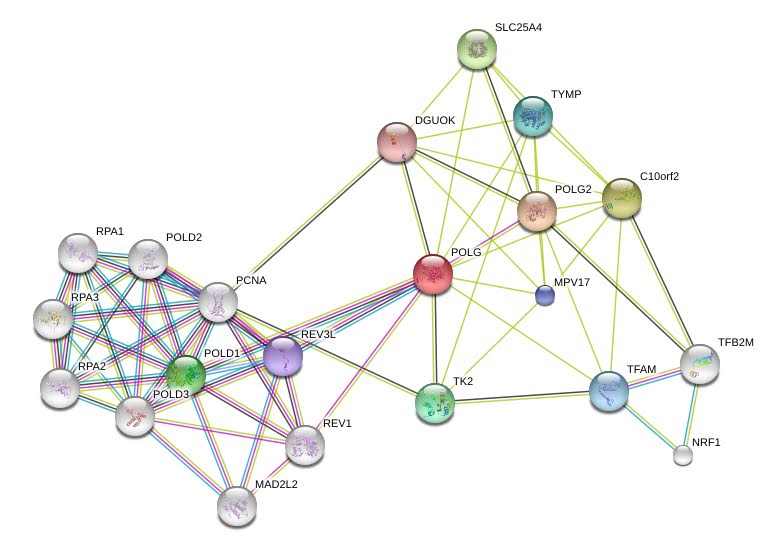 SLC25A4
TYMP
DGUOK
C10orf2
POLG2
RPA1
POLD2
POLG
PCNA
MPV17
RPA3
REV3L
TFB2M
POLD1
RPA2
TFAM
TK2
POLD3
REV1
NRF1
MAD2L2